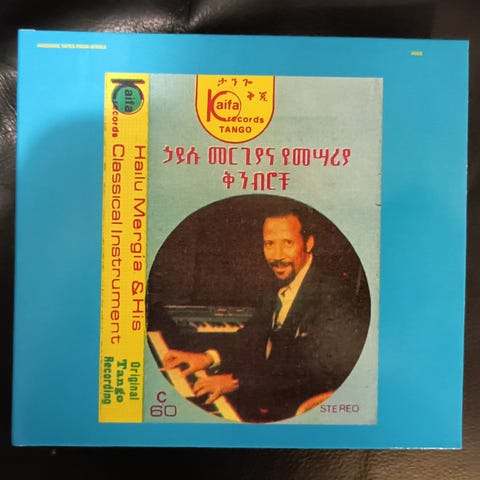 AWESOME TAPES FROM AFRICA
Kaifa
records
Hailu Mergia & His
Classical Instrument
Original
Tango
Recording
ታንጎ
ቅጂ
Kaifa
records
TANGO
ኃይሉ መርጊያና የመሣሪያ
ቅንብሮቹ
C
60
STEREO